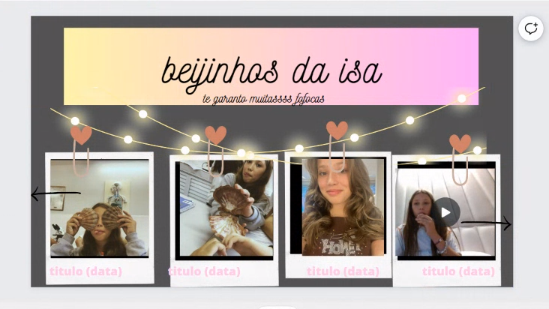 beijinhos da isa
te garanto muitassss fofocas
titulo (data)
titulo (data)
titulo (data)
titulo (data)